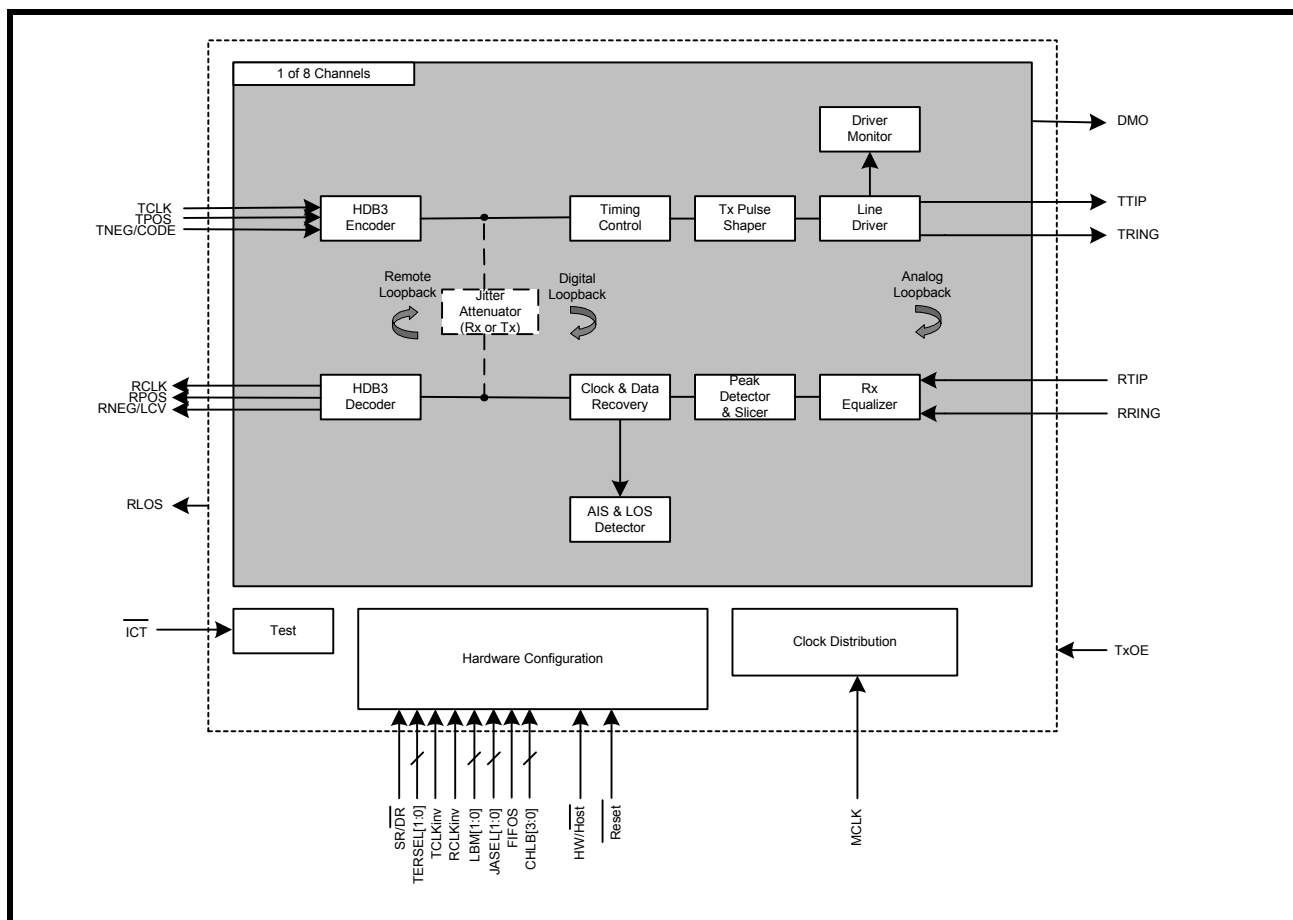 1 of 8 Channels
Driver
Monitor
DMO
TCLK
TPOS
TNEG/CODE
HDB3
Encoder
Timing
Control
Tx Pulse
Shaper
Line
Driver
TTIP
TRING
Remote
Loopback
Jitter
Attenuator
(Rx or Tx)
Digital
Loopback
Analog
Loopback
RCLK
RPOS
RNEG/LCV
HDB3
Decoder
Clock & Data
Recovery
Peak
Detector
& Slicer
Rx
Equalizer
RTIP
RRING
RLOS
AIS & LOS
Detector
ICT
Test
Hardware Configuration
Clock Distribution
TxOE
SR/DR
TERSEL[1:0]
TCLKinv
RCLKinv
LBM[1:0]
JASEL[1:0]
FIFOS
CHLB[3:0]
HW/Host
Reset
MCLK